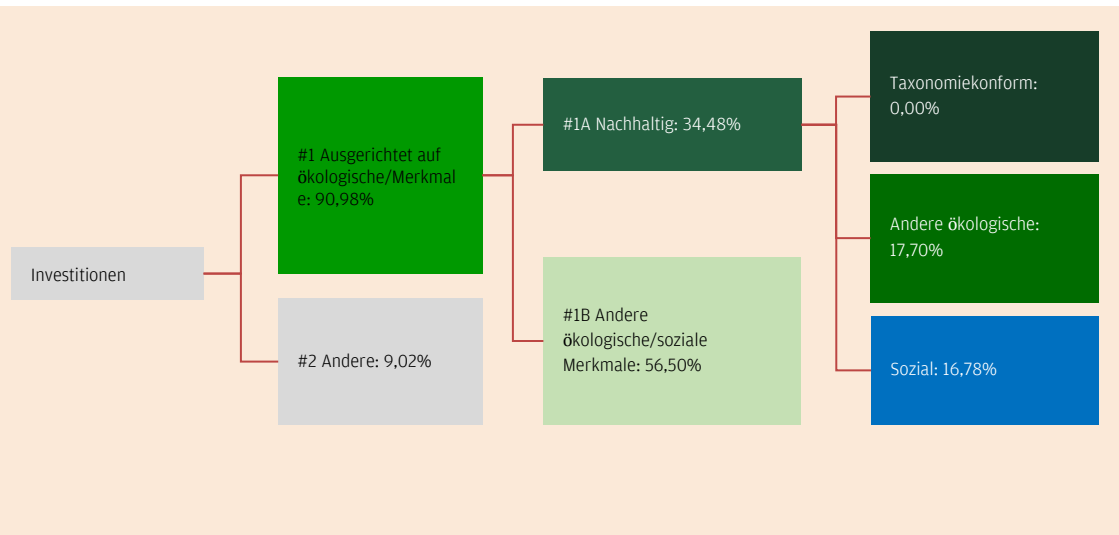 Investitionen
#1 Ausgerichtet auf
ökologische/Merkmal
e: 90,98%
#2 Andere: 9,02%
#1A Nachhaltig: 34,48%
#1B Andere
ökologische/soziale
Merkmale: 56,50%
Taxonomiekonform:
0,00%
Andere ökologische:
17,70%
Sozial: 16,78%